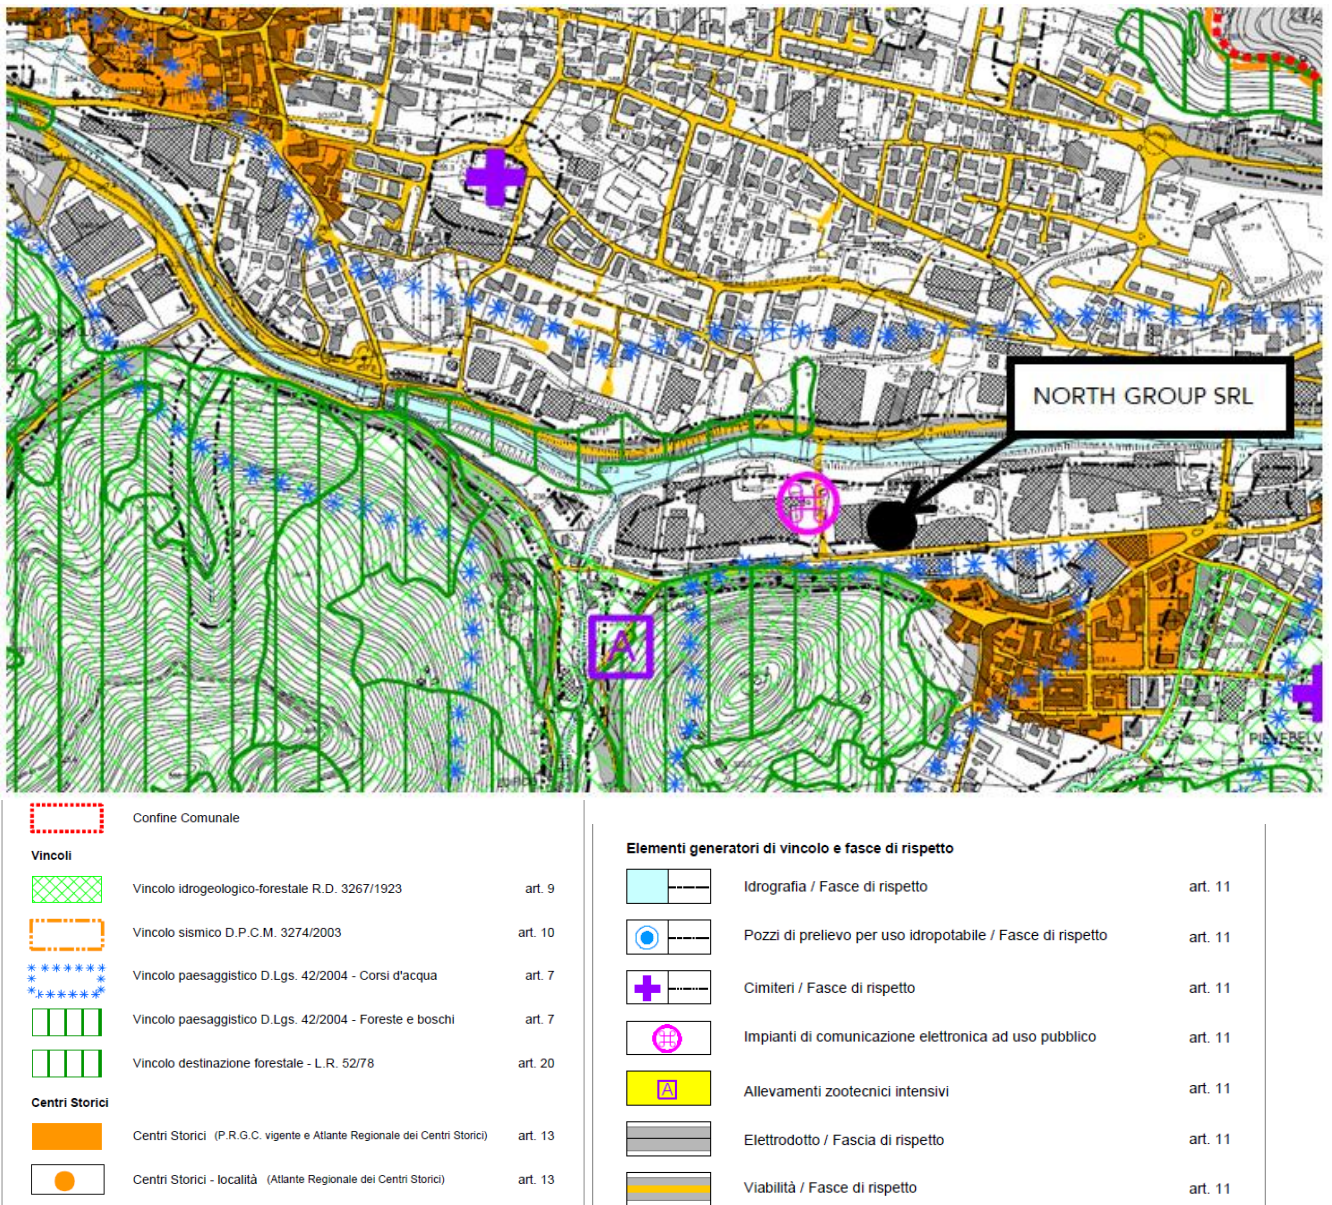 NORTH GROUP SRL
A
PIEVEBELV
Confine Comunale
Vincoli
Vincolo idrogeologico-forestale R.D. 3267/1923 art. 9
Vincolo sismico D.P.C.M. 3274/2003 art. 10
Vincolo paesaggistico D.Lgs. 42/2004 - Corsi d'acqua art. 7
Vincolo paesaggistico D.Lgs. 42/2004 - Foreste e boschi art. 7
Vincolo destinazione forestale - L.R. 52/78 art. 20
Centri Storici
Centri Storici (P.R.G.C. vigente e Atlante Regionale dei Centri Storici) art. 13
Centri Storici - località (Atlante Regionale dei Centri Storici) art. 13
Elementi generatori di vincolo e fasce di rispetto
Idrografia / Fasce di rispetto art. 11
Pozzi di prelievo per uso idropotabile / Fasce di rispetto art. 11
Cimiteri / Fasce di rispetto art. 11
Impianti di comunicazione elettronica ad uso pubblico art. 11
A Allevamenti zootecnici intensivi art. 11
Elettrodotto / Fascia di rispetto art. 11
Viabilità / Fasce di rispetto art. 11